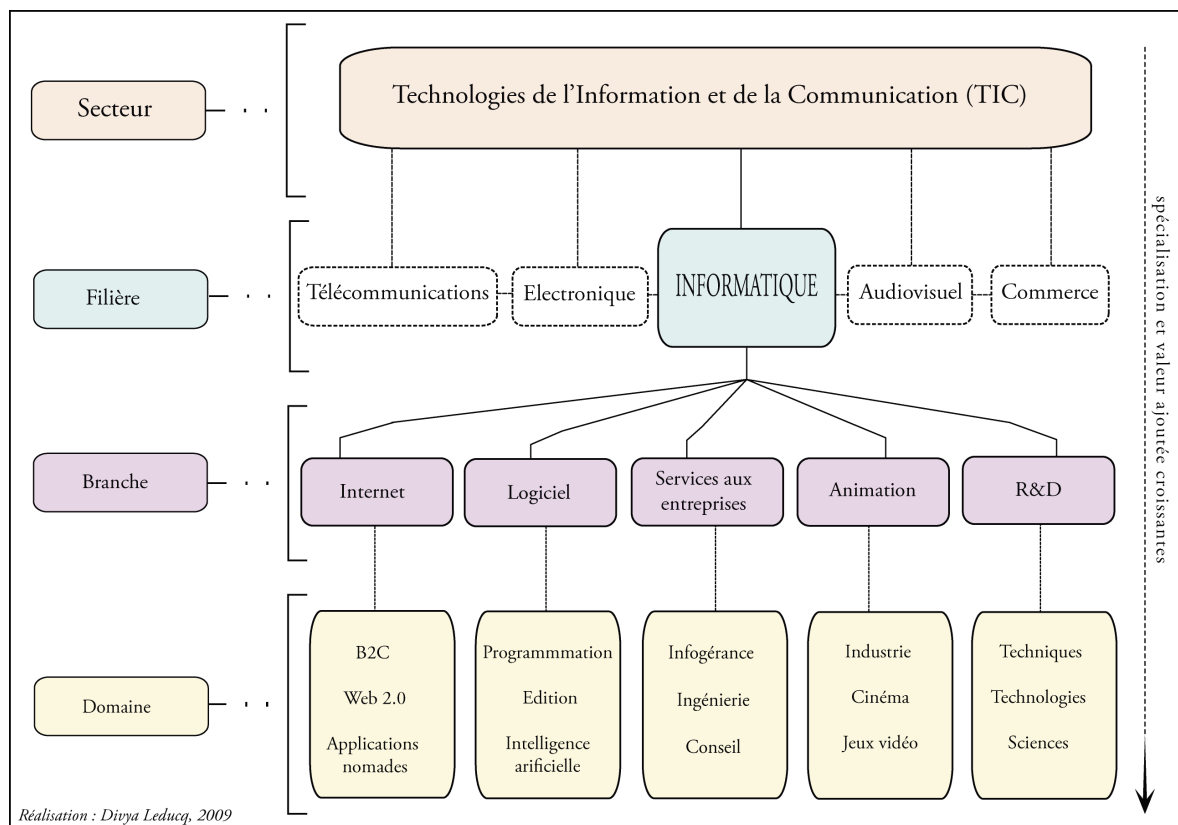 Secteur
Technologies de l'Information et de la Communication (TIC)
Filière
Télécommunications
Electronique
INFORMATIQUE
Audiovisuel
Commerce
Branche
Internet
Logiciel
Services aux
entreprises
Animation
R&D
Domaine
B2C
Web 2.0
Applications
nomades
Programmmation
Edition
Intelligence
arificielle
Infogérance
Ingénierie
Conseil
Industrie
Cinéma
Jeux vidéo
Techniques
Technologies
Sciences
spécialisation et valeur ajoutée croissantes
Réalisation : Divya Leducq, 2009